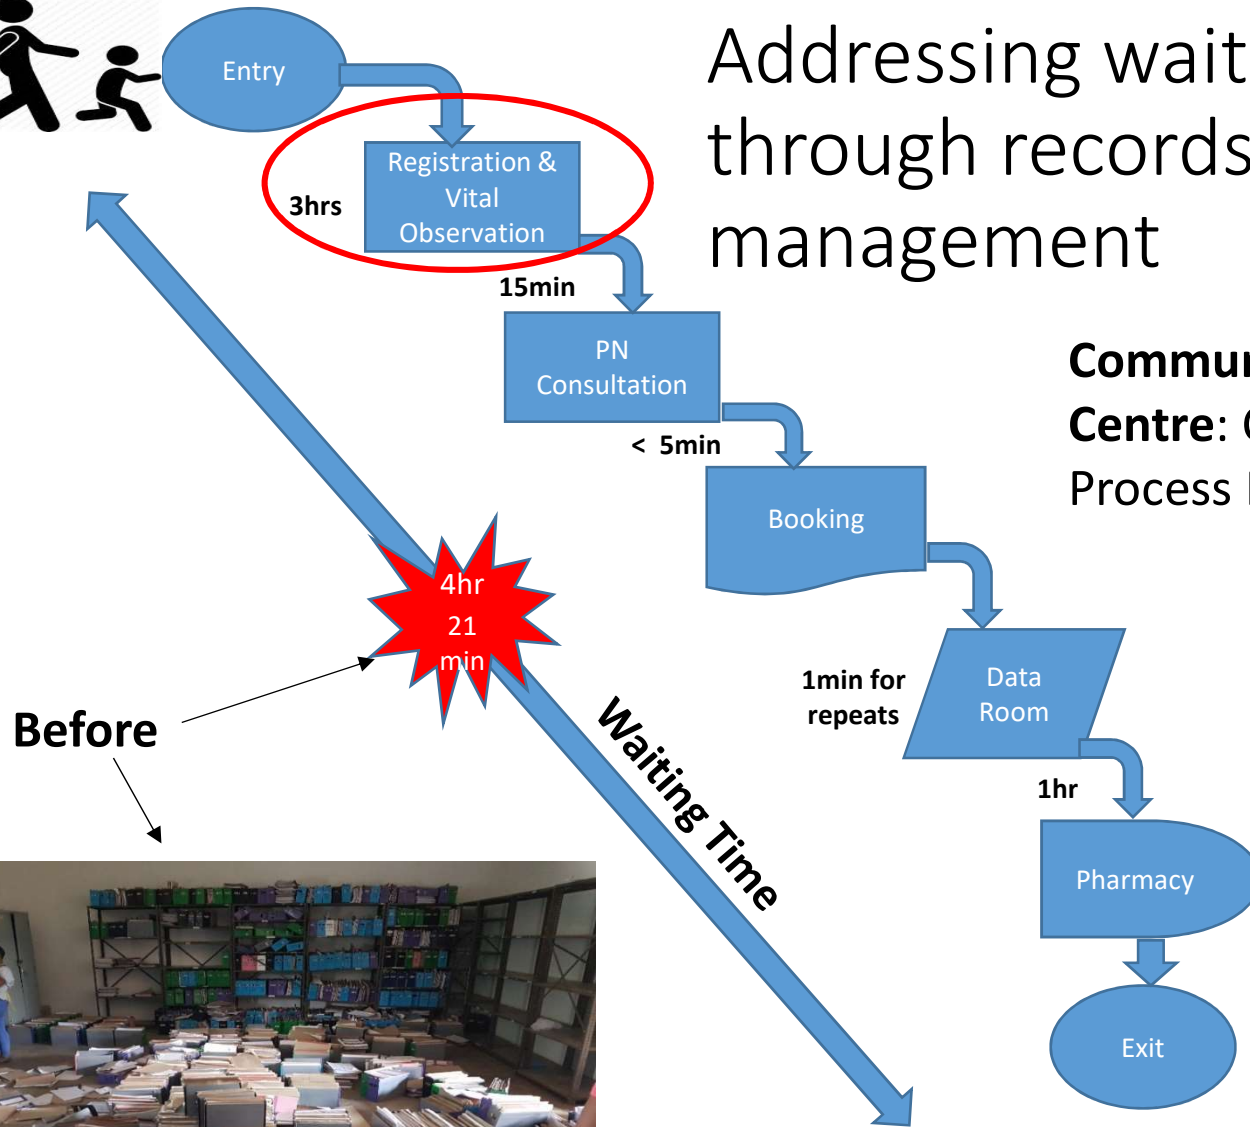 Addressing wait
through records
management
Entry
Registration &
Vital
Observation
3hrs
15min
PN
Consultation
< 5min
Booking
1min for
repeats
Data
Room
1hr
Pharmacy
Exit
4hr
21
min
Waiting Time
Before
Commun
Centre:
Process